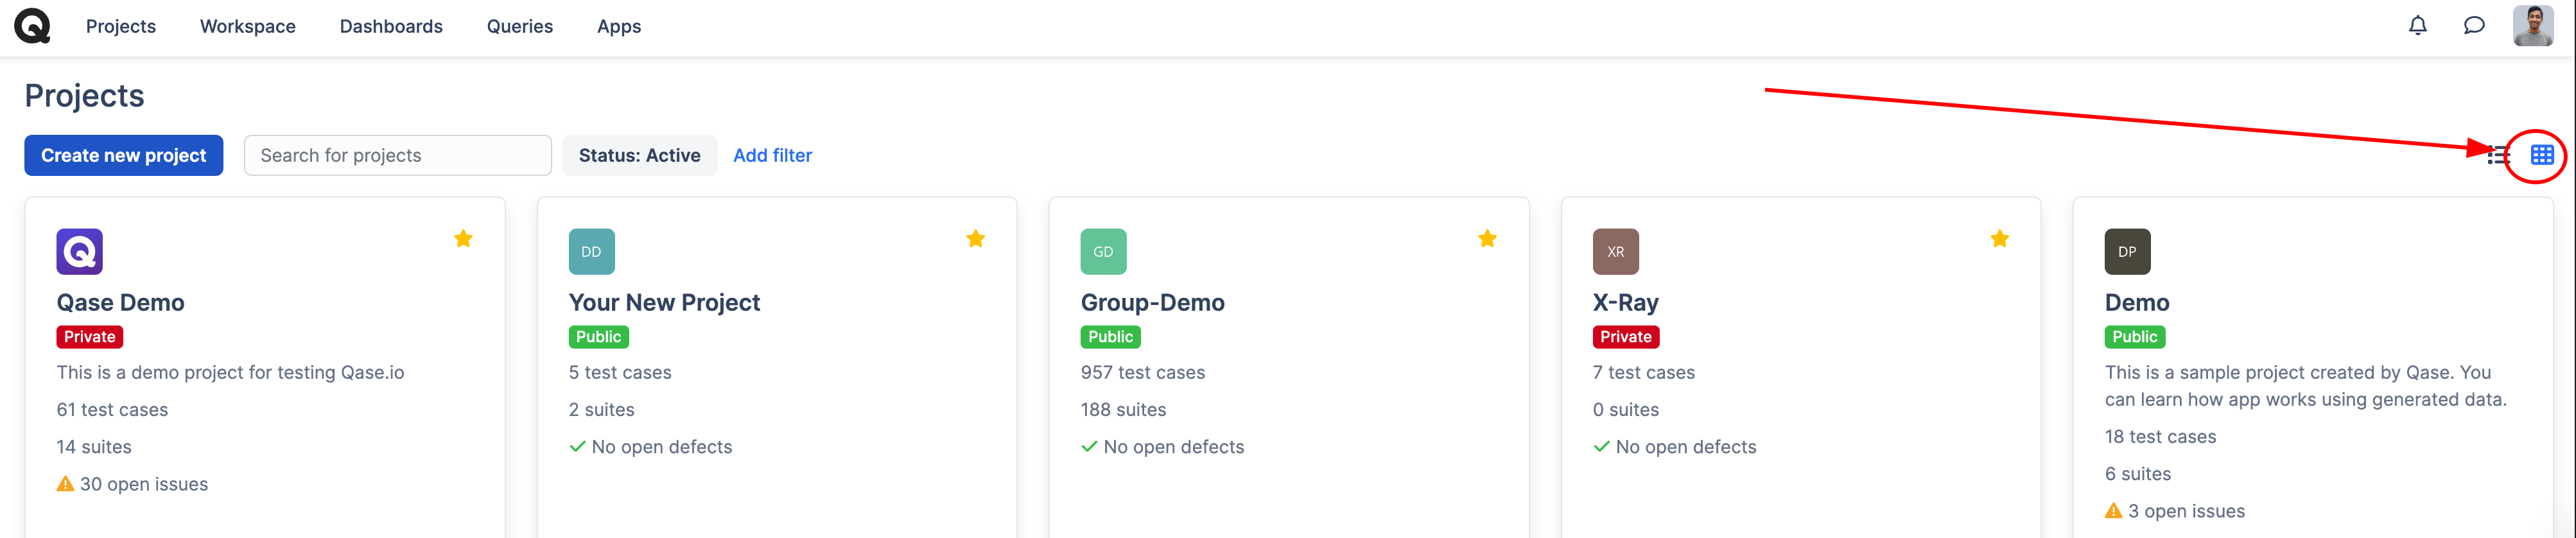 Projects Workspace Dashboards Queries Apps
Projects
Create new project Search for projects Status: Active Add filter
Qase Demo
Private
This is a demo project for testing Qase.io
61 test cases
14 suites
30 open issues
DD
Your New Project
Public
5 test cases
2 suites
No open defects
GD
Group-Demo
Public
957 test cases
188 suites
No open defects
XR
X-Ray
Private
7 test cases
0 suites
No open defects
DP
Demo
Public
This is a sample project created by Qase. You
can learn how app works using generated data.
18 test cases
6 suites
3 open issues